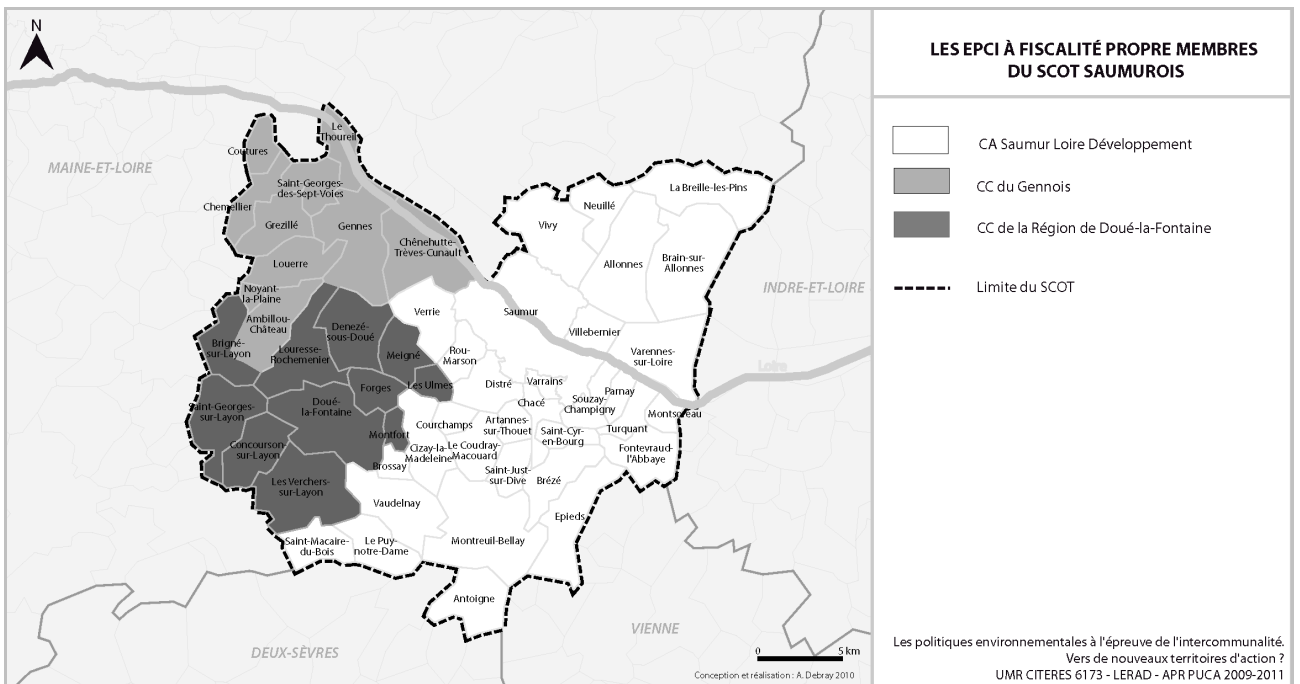 N
LES EPCI À FISCALITÉ PROPRE MEMBRES
DU SCOT SAUMUROIS
CA Saumur Loire Développement
CC du Gennois
CC de la Région de Doué-la-Fontaine
Limite du SCOT
MAINE-ET-LOIRE
INDRE-ET-LOIRE
DEUX-SÈVRES
VIENNE
Loire
Le
Thoureil
Coutures
Saint-Georges-
des-Sept-Voies
Chemellier
Grezillé
Gennes
Chênehutte-
Trèves-Cunault
Louerre
Noyant-
la-Plaine
Ambillou-
Château
La Breille-les-Pins
Neuillé
Vivy
Allonnes
Brain-sur-
Allonnes
Verrie
Saumur
Villebernier
Varennes-
sur-Loire
Denezé-
sous-Doué
Brigné-
sur-Layon
Louresse-
Rochemenier
Meigné
Rou-
Marson
Forges
Les Ulmes
Distré
Varrains
Parnay
Chacé
Souzay-
Champigny
Montsoreau
Saint-Georges-
sur-Layon
Doué-
la-Fontaine
Courchamps
Artannes-
sur-Thouet
Saint-Cyr-
en-Bourg
Turquant
Montfort
Concourson-
sur-Layon
Cizay-la-
Madeleine
Le Coudray-
Macouard
Fontevraud-
l'Abbaye
Brossay
Saint-Just-
sur-Dive
Brézé
Les Verchers-
sur-Layon
Vaudelnay
Epieds
Saint-Macaire-
du-Bois
Le Puy-
notre-Dame
Montreuil-Bellay
Antoigne
0 5 km
Conception et réalisation : A. Debray 2010
Les politiques environnementales à l'épreuve de l'intercommunalité.
Vers de nouveaux territoires d'action ?
UMR CITERES 6173 - LERAD - APR PUCA 2009-2011